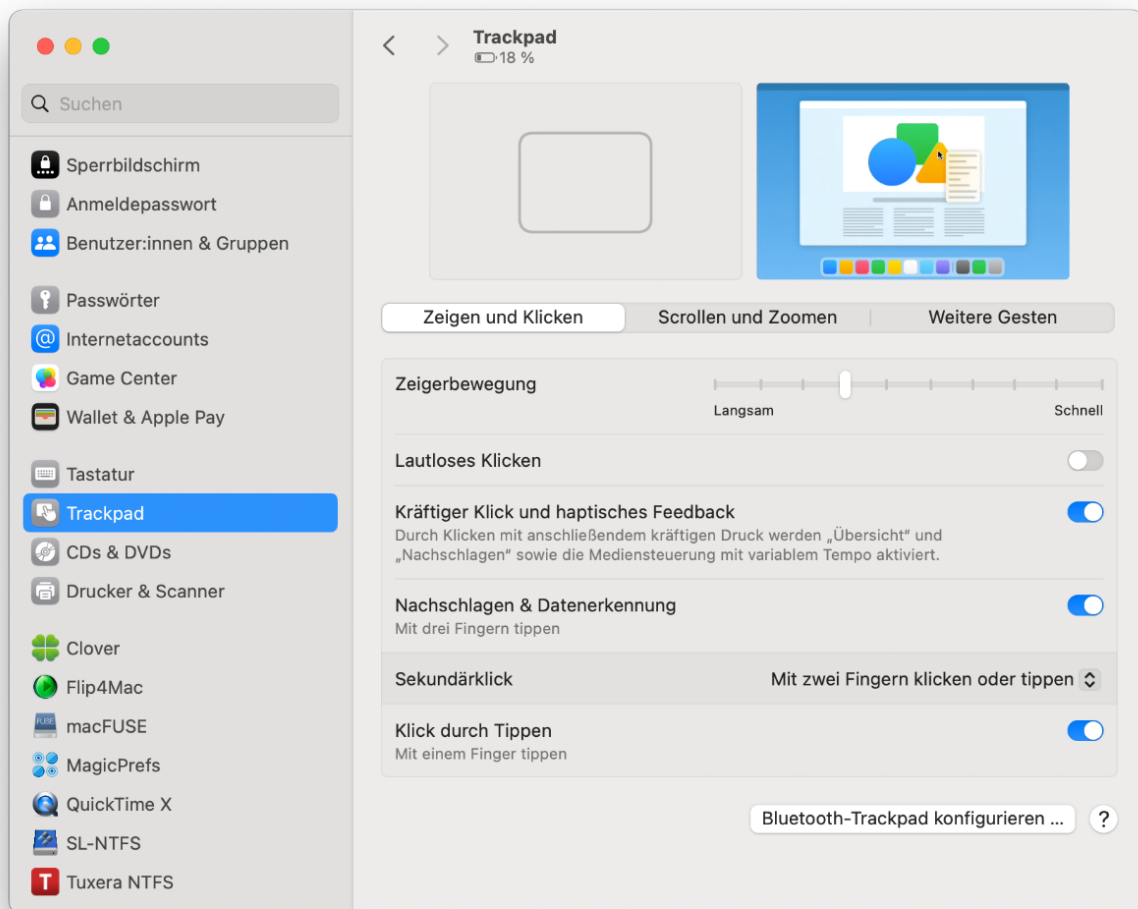 Suchen
Sperrbildschirm
Anmeldepasswort
Benutzer:innen & Gruppen
Passwörter
Internetaccounts
Game Center
Wallet & Apple Pay
Tastatur
Trackpad
CDs & DVDs
Drucker & Scanner
Clover
Flip4Mac
macFUSE
MagicPrefs
QuickTime X
SL-NTFS
Tuxera NTFS
Trackpad
18 %
Zeigen und Klicken
Scrollen und Zoomen
Weitere Gesten
Zeigerbewegung
Langsam
Schnell
Lautloses Klicken
Kräftiger Klick und haptisches Feedback
Durch Klicken mit anschließendem kräftigen Druck werden „Übersicht“ und
„Nachschlagen“ sowie die Mediensteuerung mit variablem Tempo aktiviert.
Nachschlagen & Datenerkennung
Mit drei Fingern tippen
Sekundärklick
Mit zwei Fingern klicken oder tippen
Klick durch Tippen
Mit einem Finger tippen
Bluetooth-Trackpad konfigurieren ...
?